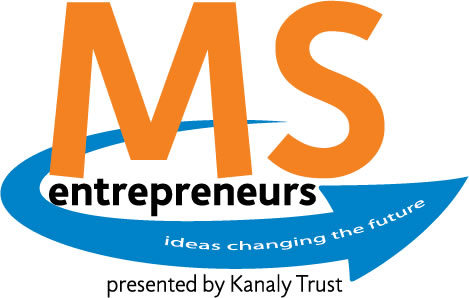 MS
entrepreneurs
ideas changing the future
presented by Kanaly Trust